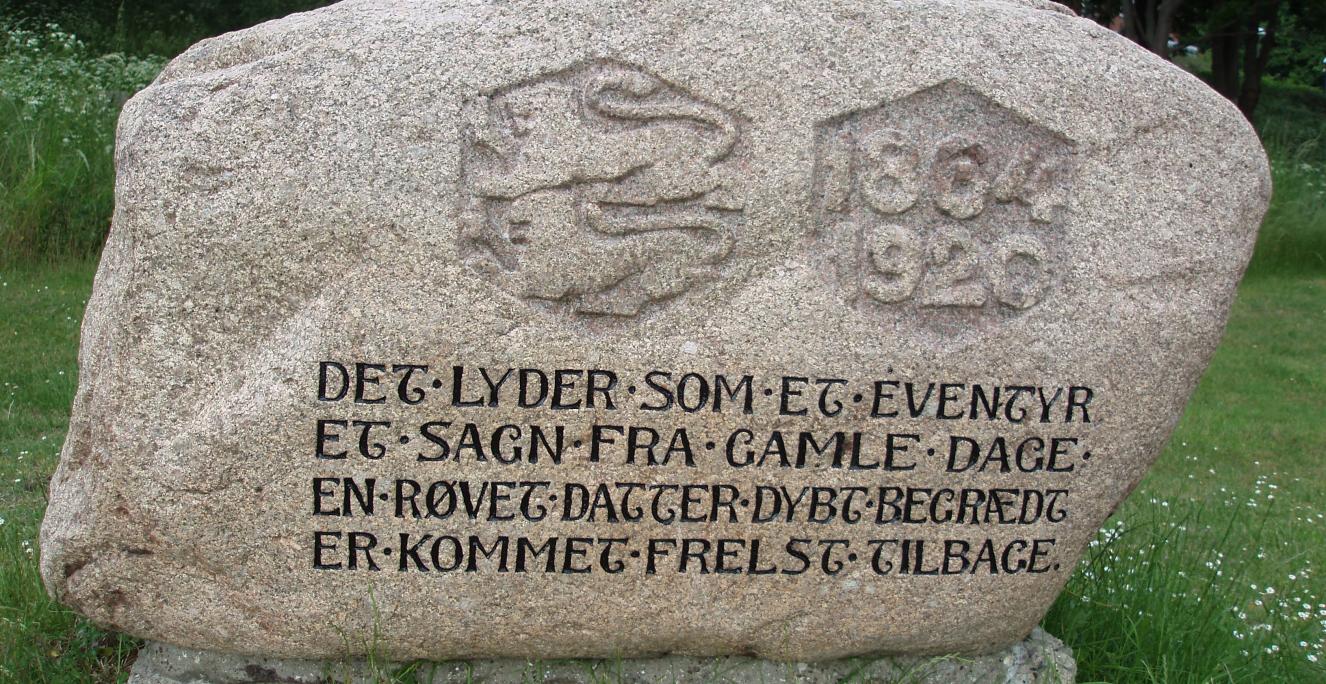 1864
1920
DET·LYDER·SOM·ET·EVENTYR
ET·SAGN·FRA·GAMLE·DAGE·
EN·RØVET·DATTER·DYBT·BEGRÆDT
ER·KOMMET·FRELST·TILBAGE.